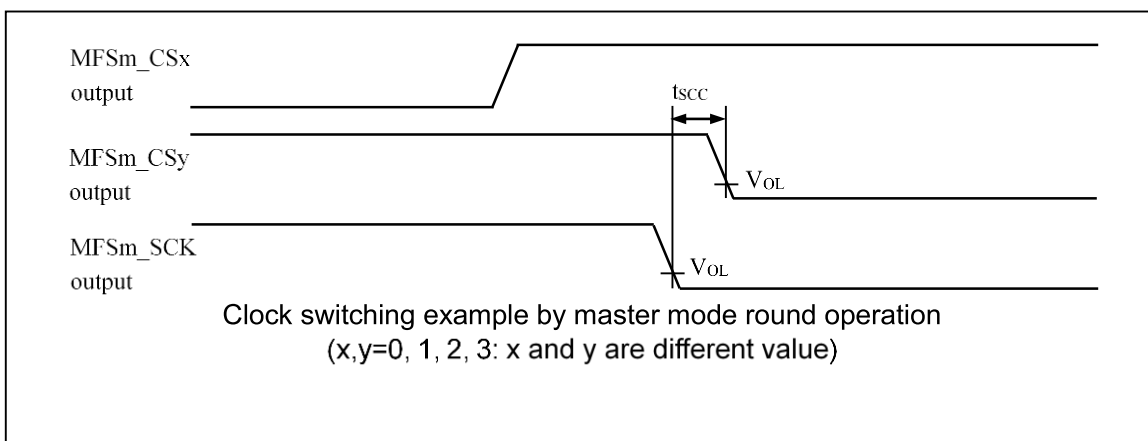 MFSm_CSx
output
tSCC
MFSm_CSy
output
VOL
MFSm_SCK
output
VOL
Clock switching example by master mode round operation
(x,y=0, 1, 2, 3: x and y are different value)